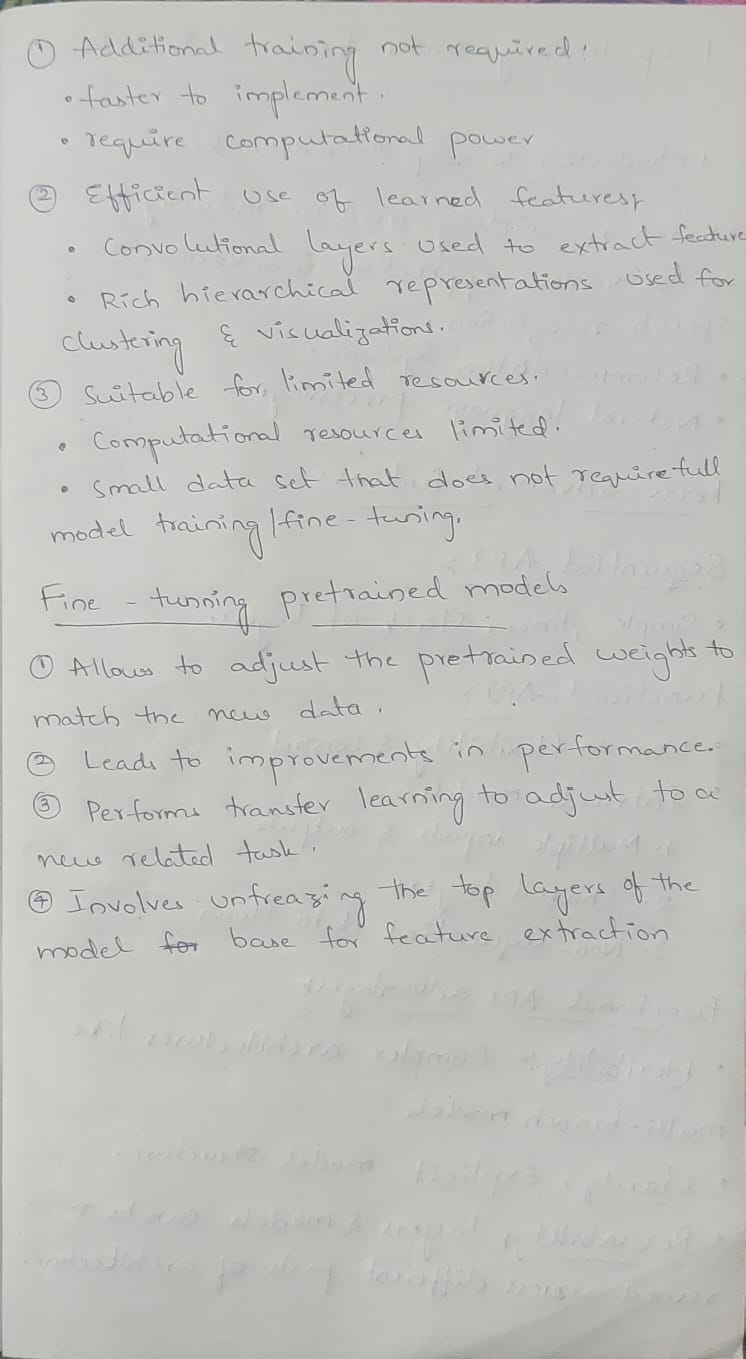 ① Additional training not required:
• faster to implement.
• require computational power
② Efficient use of learned features,
• Convolutional layers used to extract feature
• Rich hierarchical representations used for
clustering & visualizations.
③ Suitable for limited resources.
• Computational resources limited.
• Small data set that does not require full
model training/fine-tuning.
Fine - tunning pretrained models
① Allows to adjust the pretrained weights to
match the new data.
② Leads to improvements in performance.
③ Performs transfer learning to adjust to a
new related task.
④ Involves unfreazing the top layers of the
model for base for feature extraction